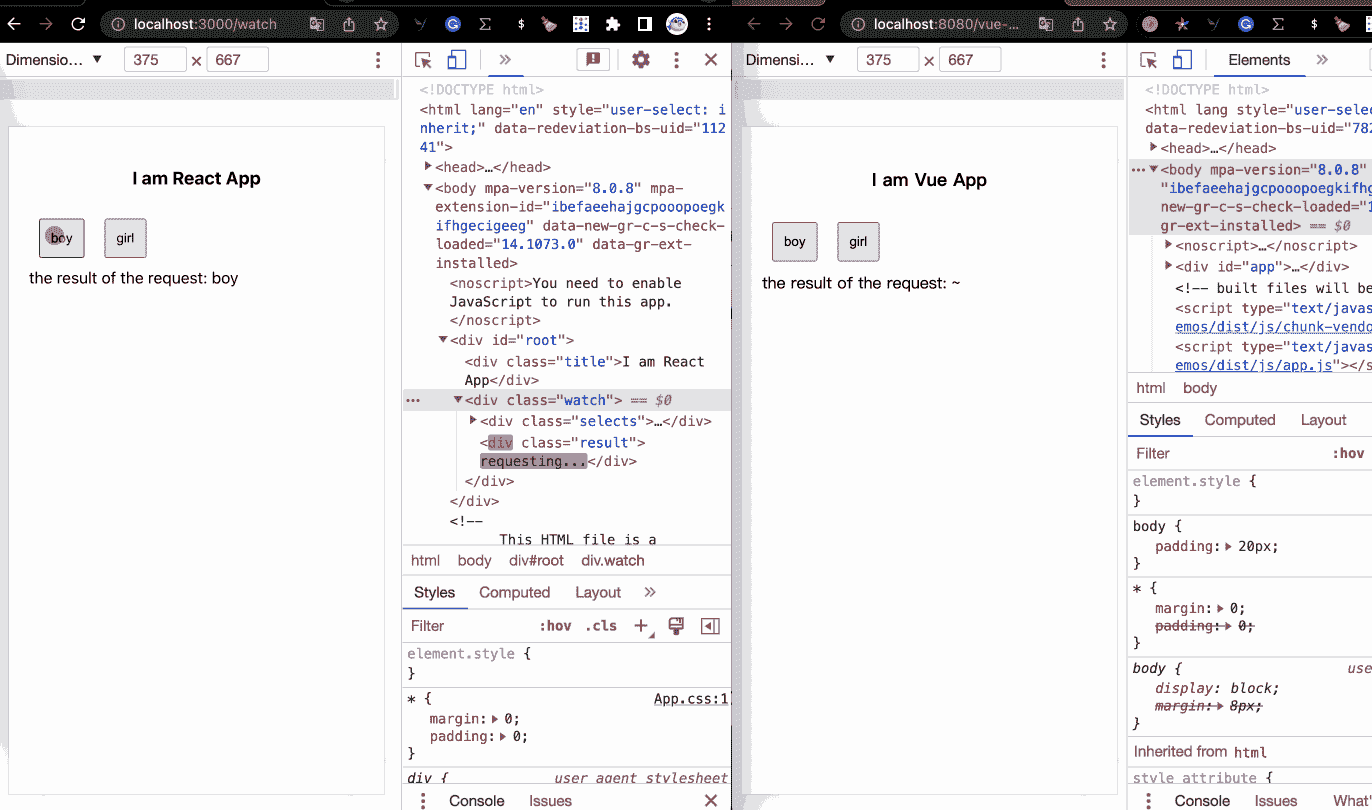 localhost:3000/watch
Dimensio... ▼ 375 × 667
<!DOCTYPE html>
<html lang="en" style="user-select: i
nherit;" data-redeviation-bs-uid="112
41">
<head>…</head>
<body mpa-version="8.0.8" mpa-
extension-id="ibefaeehajgcpooopoegk
ifhgecigeeg" data-new-gr-c-s-check-
loaded="14.1073.0" data-gr-ext-
installed>
<noscript>You need to enable
JavaScript to run this app.
</noscript>
<div id="root">
<div class="title">I am React
App</div>
<div class="watch"> == $0
<div class="selects">…</div>
<div class="result">
requesting...</div>
</div>
</div>
<!--
This HTML file is a
html body div#root div.watch
Styles Computed Layout »
Filter :hov .cls +
element.style {
}
* { App.css:1
margin: 0;
padding: 0;
}
div { user agent stylesheet
Console Issues
I am React App
boy girl
the result of the request: boy
localhost:8080/vue-...
Dimensi... ▼ 375 × 667
Elements »
I am Vue App
boy girl
the result of the request: ~
<!DOCTYPE html>
<html lang style="user-selec
data-redeviation-bs-uid="782
<head>…</head>
<body mpa-version="8.0.8"
"ibefaeehajgcpooopoegkifhg
new-gr-c-s-check-loaded="1
gr-ext-installed> == $0
<noscript>…</noscript>
<div id="app">…</div>
<!-- built files will be
<script type="text/javas
emos/dist/js/chunk-vendo
<script type="text/javas
emos/dist/js/app.js"></s
html body
Styles Computed Layout
Filter :hov
element.style {
}
body {
padding: 20px;
}
* {
margin: 0;
padding: 0;
}
body { use
display: block;
margin: 8px;
}
Inherited from html
style attribute {
Console Issues What'